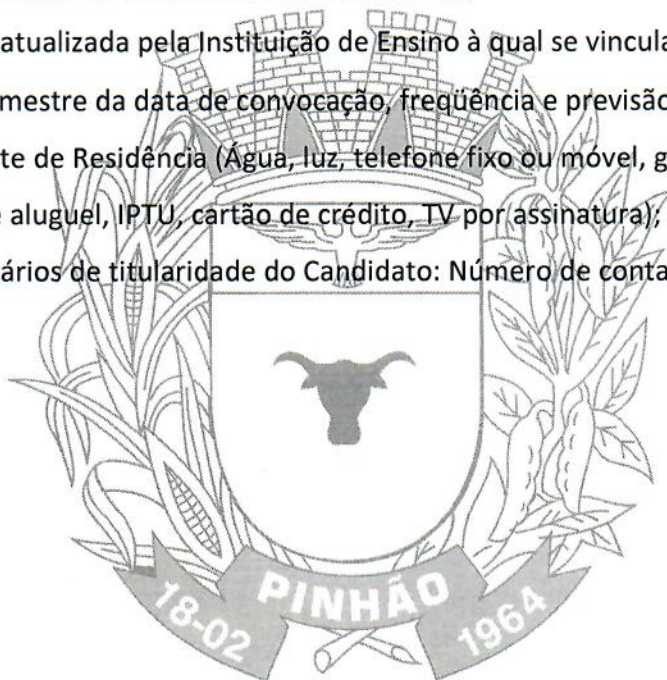 atualizada pela Instituição de Ensino à qual se vincula
mestre da data de convocação, freqüência e previsão
te de Residência (Água, luz, telefone fixo ou móvel, g
aluguel, IPTU, cartão de crédito, TV por assinatura);
ários de titularidade do Candidato: Número de conta
18-02
PINHÃO
1964